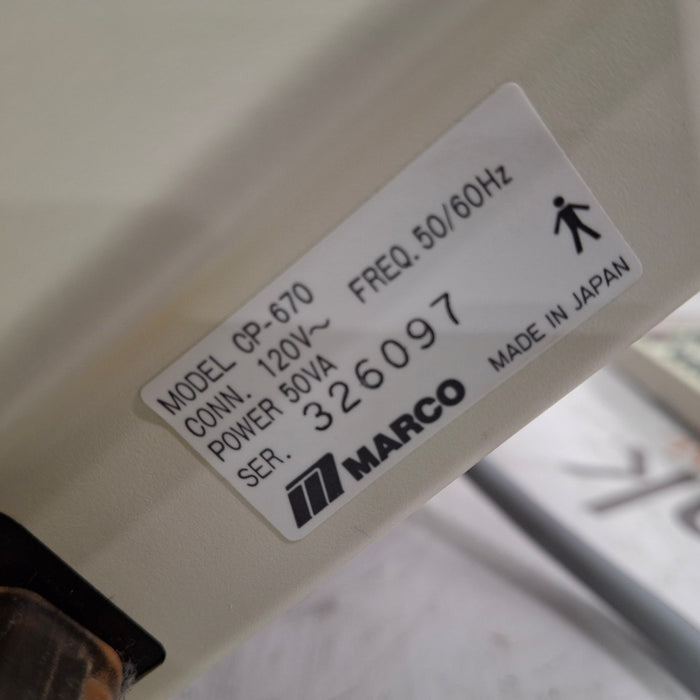 MODEL CP-670
CONN. 120V~ FREQ. 50/60Hz
POWER 50VA
SER. 326097
MARCO MADE IN JAPAN